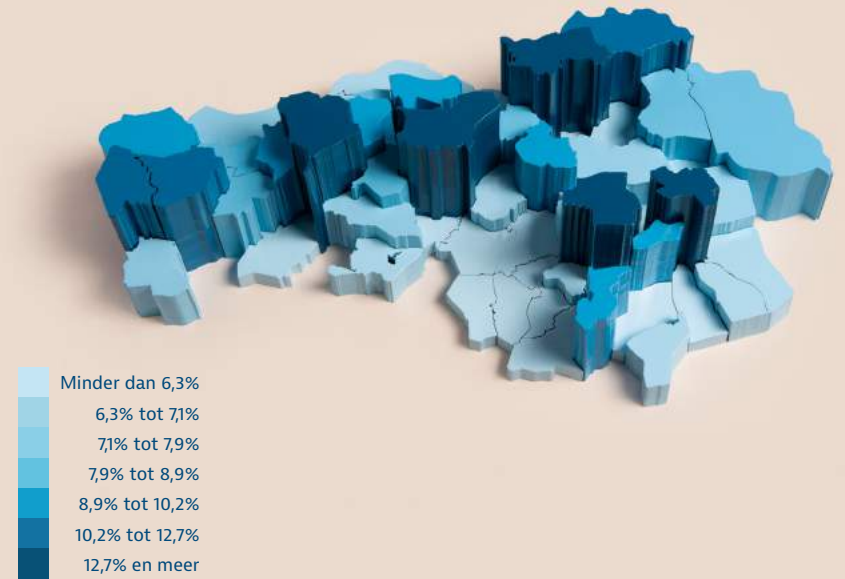 Minder dan 6,3%
6,3% tot 7,1%
7,1% tot 7,9%
7,9% tot 8,9%
8,9% tot 10,2%
10,2% tot 12,7%
12,7% en meer